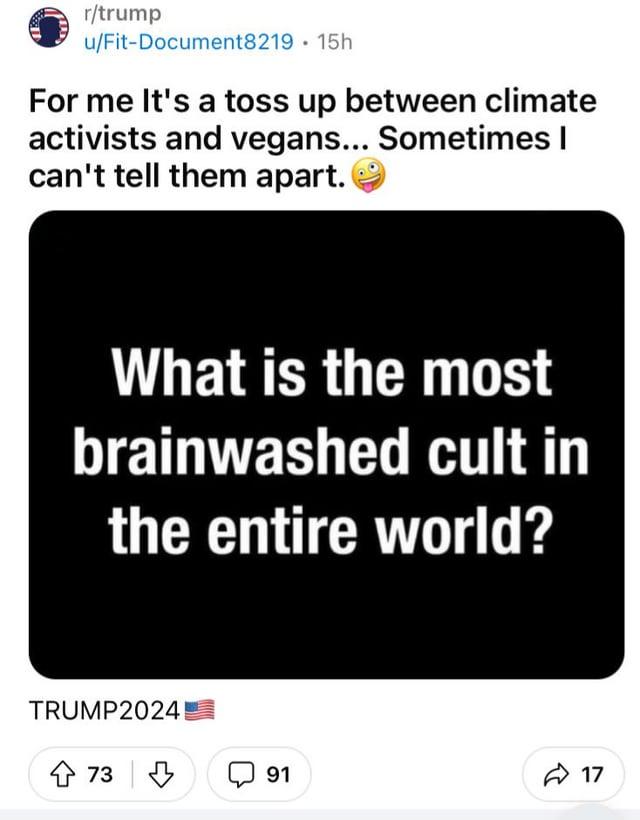 r/trump
u/Fit-Document8219 • 15h
For me It's a toss up between climate
activists and vegans... Sometimes I
can't tell them apart.🤪
What is the most
brainwashed cult in
the entire world?
TRUMP2024🇺🇸
73 91 17